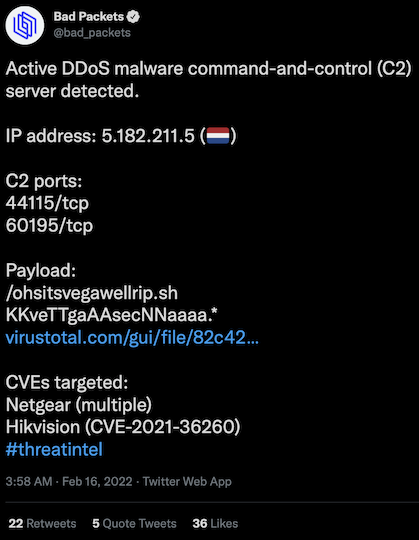 Bad Packets
@bad_packets
Active DDoS malware command-and-control (C2)
server detected.
IP address: 5.182.211.5 (🇳🇱)
C2 ports:
44115/tcp
60195/tcp
Payload:
/ohsitsvegawellrip.sh
KKveTTgaAAsecNNaaaa.*
virustotal.com/gui/file/82c42...
CVEs targeted:
Netgear (multiple)
Hikvision (CVE-2021-36260)
#threatintel
3:58 AM · Feb 16, 2022 · Twitter Web App
22 Retweets 5 Quote Tweets 36 Likes